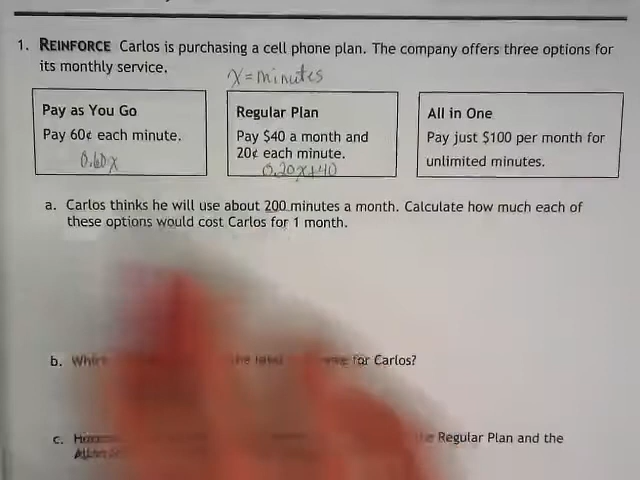 1. REINFORCE Carlos is purchasing a cell phone plan. The company offers three options for
its monthly service.
x = minutes
Pay as You Go
Pay 60¢ each minute.
0.60x
Regular Plan
Pay $40 a month and
20¢ each minute.
0.20x+40
All in One
Pay just $100 per month for
unlimited minutes.
a. Carlos thinks he will use about 200 minutes a month. Calculate how much each of
these options would cost Carlos for 1 month.
b. for Carlos?
c. Regular Plan and the